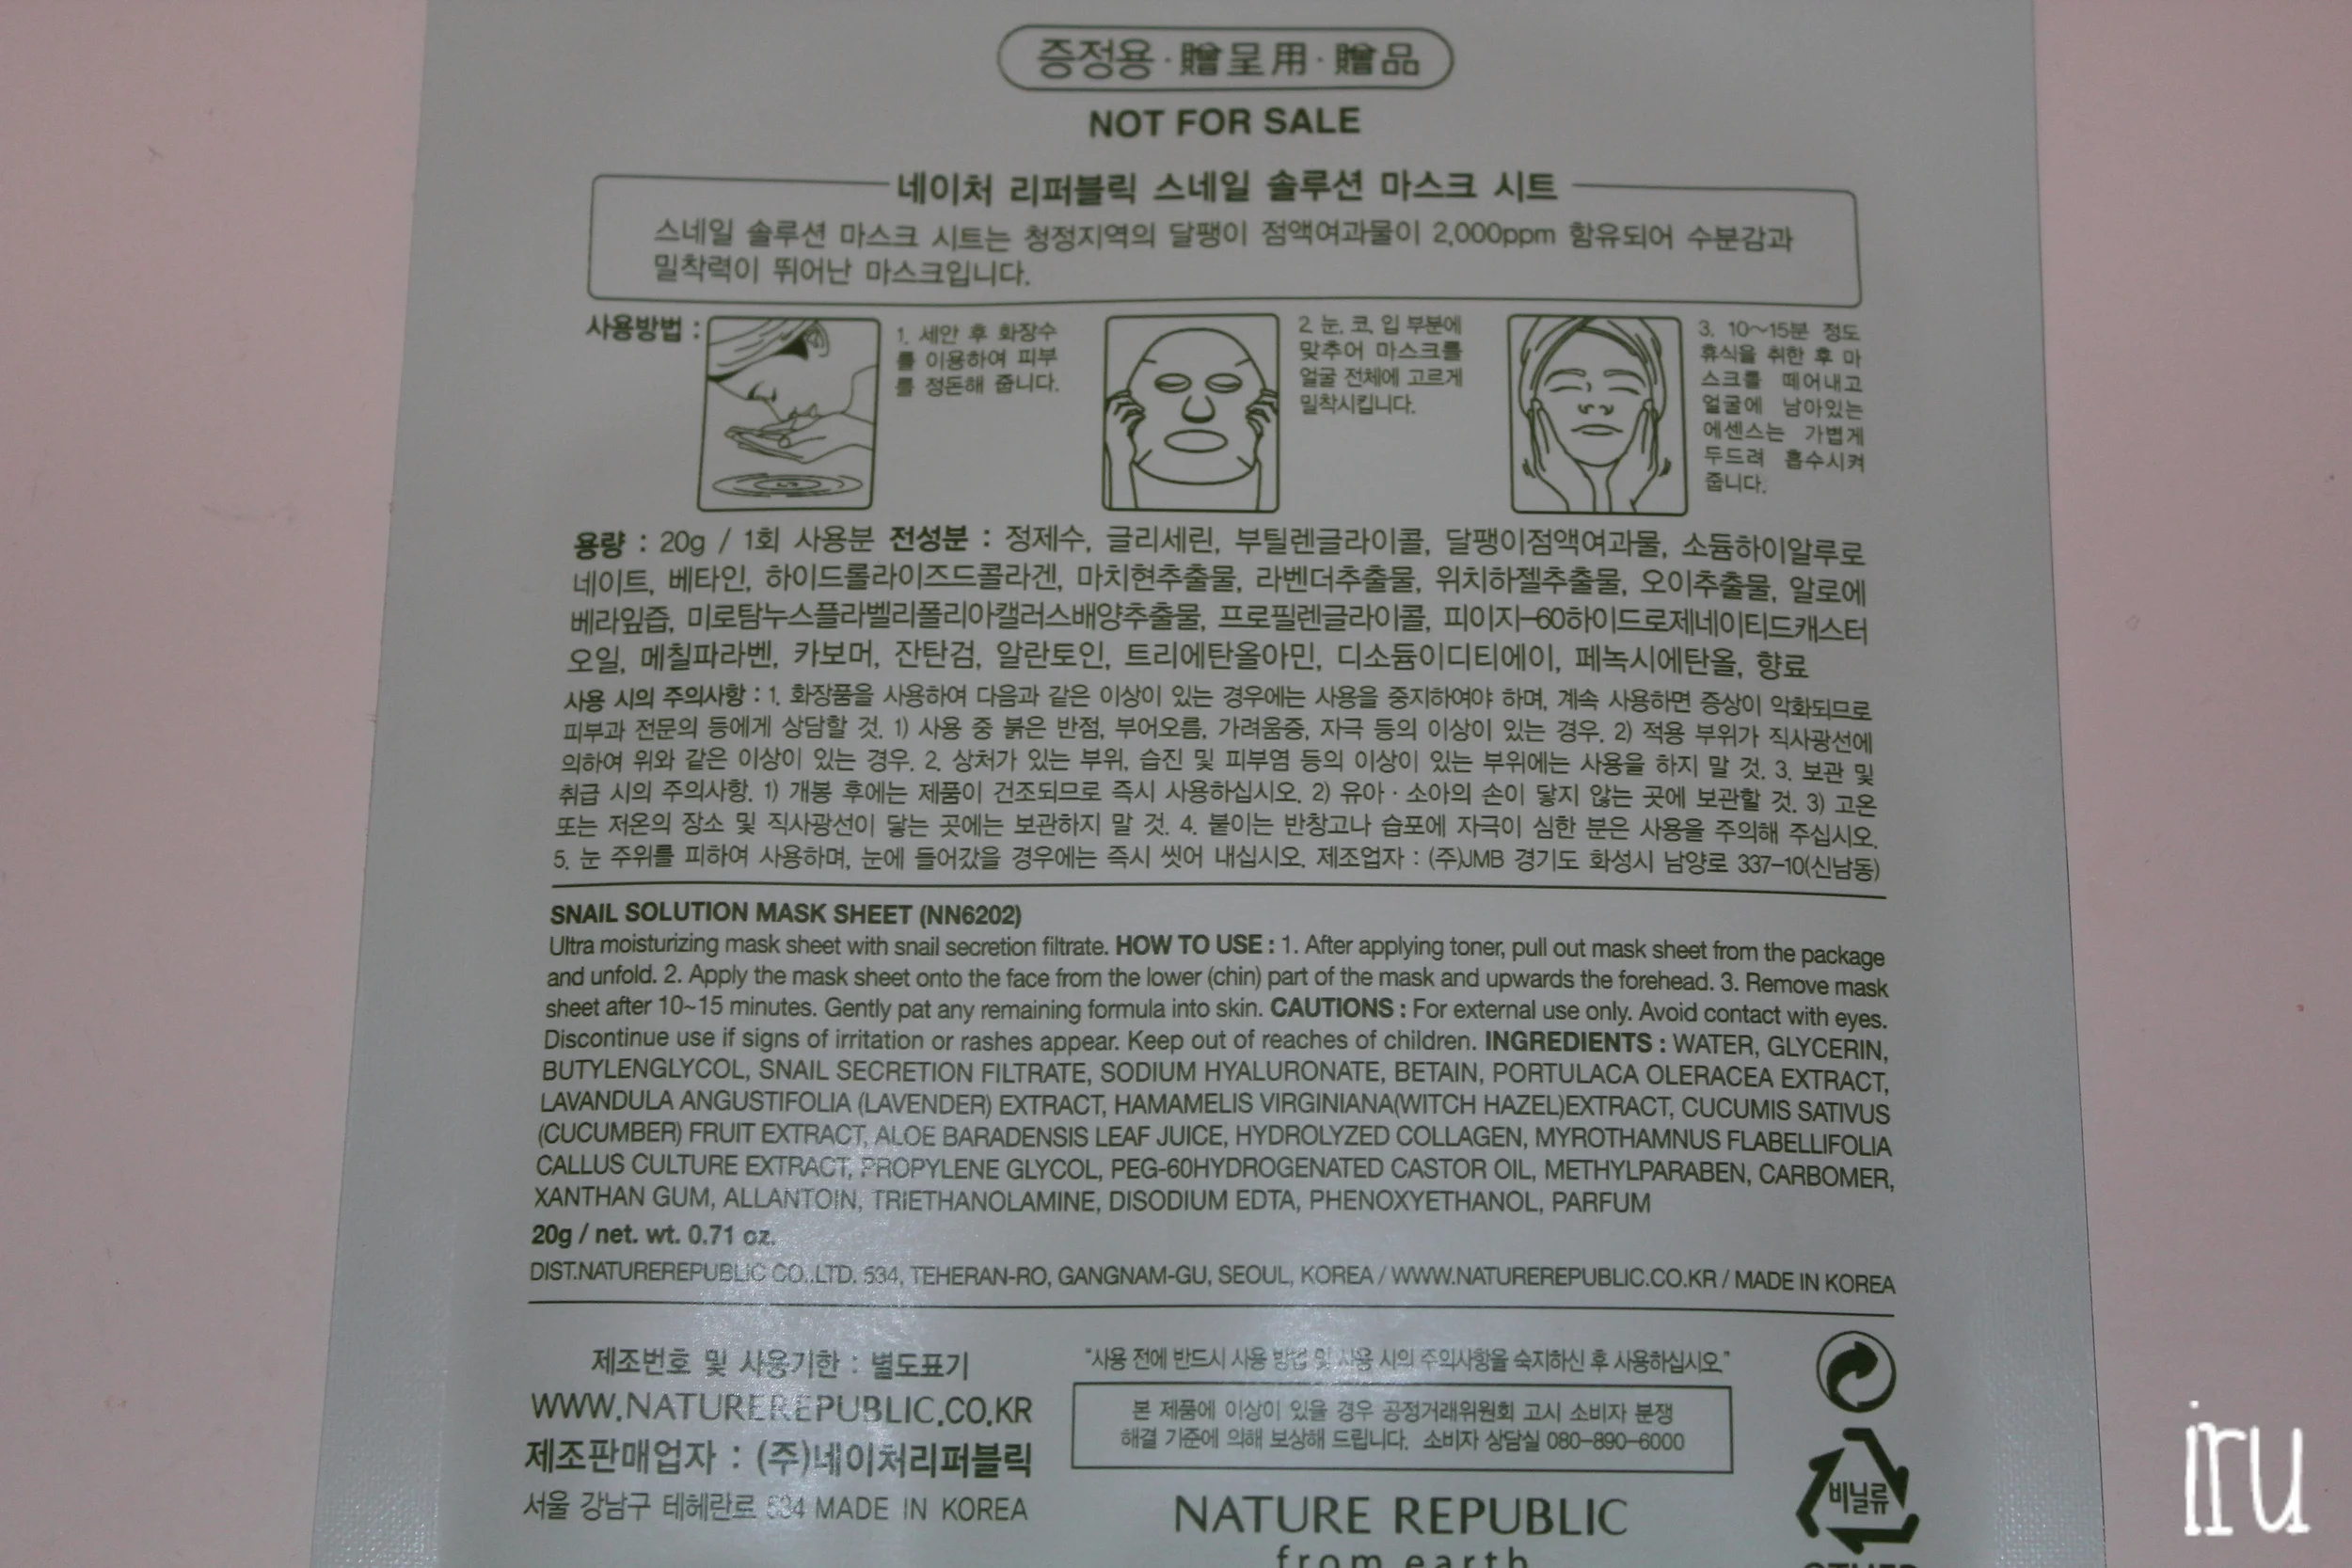 증정용·贈呈用·贈品
NOT FOR SALE
네이처 리퍼블릭 스네일 솔루션 마스크 시트
스네일 솔루션 마스크 시트는 청정지역의 달팽이 점액여과물이 2,000ppm 함유되어 수분감과
밀착력이 뛰어난 마스크입니다.
사용방법 :
1. 세안 후 화장수
를 이용하여 피부
를 정돈해 줍니다.
2. 눈, 코, 입 부분에
맞추어 마스크를
얼굴 전체에 고르게
밀착시킵니다.
3. 10~15분 정도
휴식을 취한 후 마
스크를 떼어내고
얼굴에 남아있는
에센스는 가볍게
두드려 흡수시켜
줍니다.
용량 : 20g / 1회 사용분 전성분 : 정제수, 글리세린, 부틸렌글라이콜, 달팽이점액여과물, 소듐하이알루로
네이트, 베타인, 하이드롤라이즈드콜라겐, 마치현추출물, 라벤더추출물, 위치하젤추출물, 오이추출물, 알로에
베라잎즙, 미로탐누스플라벨리폴리아캘러스배양추출물, 프로필렌글라이콜, 피이지-60하이드로제네이티드캐스터
오일, 메칠파라벤, 카보머, 잔탄검, 알란토인, 트리에탄올아민, 디소듐이디티에이, 페녹시에탄올, 향료
사용 시의 주의사항 : 1. 화장품을 사용하여 다음과 같은 이상이 있는 경우에는 사용을 중지하여야 하며, 계속 사용하면 증상이 악화되므로
피부과 전문의 등에게 상담할 것. 1) 사용 중 붉은 반점, 부어오름, 가려움증, 자극 등의 이상이 있는 경우. 2) 적용 부위가 직사광선에
의하여 위와 같은 이상이 있는 경우. 2. 상처가 있는 부위, 습진 및 피부염 등의 이상이 있는 부위에는 사용을 하지 말 것. 3. 보관 및
취급 시의 주의사항. 1) 개봉 후에는 제품이 건조되므로 즉시 사용하십시오. 2) 유아·소아의 손이 닿지 않는 곳에 보관할 것. 3) 고온
또는 저온의 장소 및 직사광선이 닿는 곳에는 보관하지 말 것. 4. 붙이는 반창고나 습포에 자극이 심한 분은 사용을 주의해 주십시오.
5. 눈 주위를 피하여 사용하며, 눈에 들어갔을 경우에는 즉시 씻어 내십시오. 제조업자 : (주)JMB 경기도 화성시 남양로 337-10(신남동)
SNAIL SOLUTION MASK SHEET (NN6202)
Ultra moisturizing mask sheet with snail secretion filtrate. HOW TO USE : 1. After applying toner, pull out mask sheet from the package
and unfold. 2. Apply the mask sheet onto the face from the lower (chin) part of the mask and upwards the forehead. 3. Remove mask
sheet after 10~15 minutes. Gently pat any remaining formula into skin. CAUTIONS : For external use only. Avoid contact with eyes.
Discontinue use if signs of irritation or rashes appear. Keep out of reaches of children. INGREDIENTS : WATER, GLYCERIN,
BUTYLENGLYCOL, SNAIL SECRETION FILTRATE, SODIUM HYALURONATE, BETAIN, PORTULACA OLERACEA EXTRACT,
LAVANDULA ANGUSTIFOLIA (LAVENDER) EXTRACT, HAMAMELIS VIRGINIANA(WITCH HAZEL)EXTRACT, CUCUMIS SATIVUS
(CUCUMBER) FRUIT EXTRACT, ALOE BARADENSIS LEAF JUICE, HYDROLYZED COLLAGEN, MYROTHAMNUS FLABELLIFOLIA
CALLUS CULTURE EXTRACT, PROPYLENE GLYCOL, PEG-60HYDROGENATED CASTOR OIL, METHYLPARABEN, CARBOMER,
XANTHAN GUM, ALLANTOIN, TRIETHANOLAMINE, DISODIUM EDTA, PHENOXYETHANOL, PARFUM
20g / net. wt. 0.71 oz.
DIST.NATUREREPUBLIC CO.,LTD. 534, TEHERAN-RO, GANGNAM-GU, SEOUL, KOREA / WWW.NATUREREPUBLIC.CO.KR / MADE IN KOREA
제조번호 및 사용기한 : 별도표기
WWW.NATUREREPUBLIC.CO.KR
제조판매업자 : (주)네이처리퍼블릭
서울 강남구 테헤란로 534 MADE IN KOREA
"사용 전에 반드시 사용 방법 및 사용 시의 주의사항을 숙지하신 후 사용하십시오"
본 제품에 이상이 있을 경우 공정거래위원회 고시 소비자 분쟁
해결 기준에 의해 보상해 드립니다. 소비자 상담실 080-890-6000
NATURE REPUBLIC
from earth
비닐류
OTHER
iru